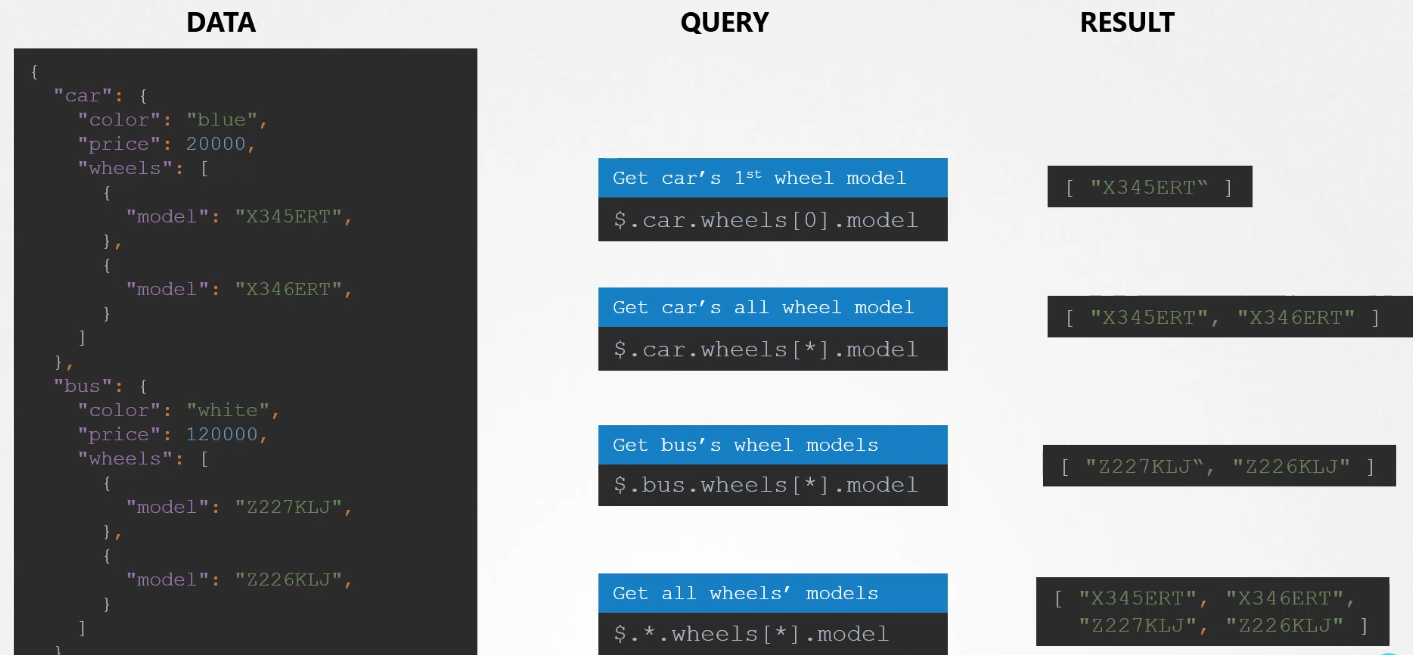 DATA
QUERY
RESULT
{
"car": {
"color": "blue",
"price": 20000,
"wheels": [
{
"model": "X345ERT",
},
{
"model": "X346ERT",
}
]
},
"bus": {
"color": "white",
"price": 120000,
"wheels": [
{
"model": "Z227KLJ",
},
{
"model": "Z226KLJ",
}
]
}
Get car’s 1st wheel model
$.car.wheels[0].model
[ "X345ERT‟ ]
Get car’s all wheel model
$.car.wheels[*].model
[ "X345ERT", "X346ERT" ]
Get bus’s wheel models
$.bus.wheels[*].model
[ "Z227KLJ‟, "Z226KLJ" ]
Get all wheels’ models
$.*.wheels[*].model
[ "X345ERT", "X346ERT",
"Z227KLJ", "Z226KLJ" ]